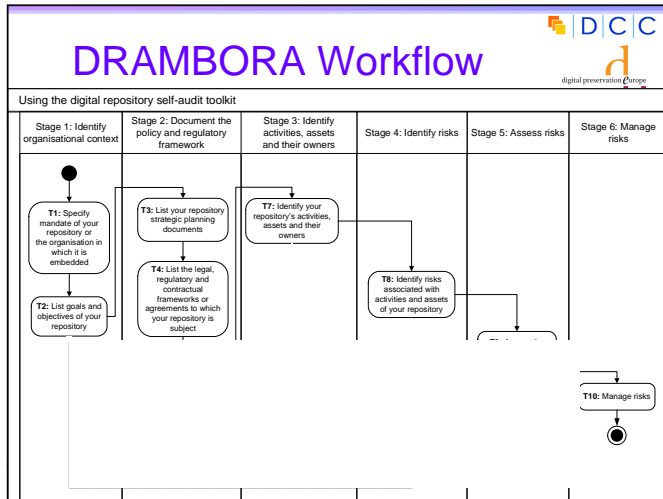 D C C
DRAMBORA Workflow
digital preservation europe
Using the digital repository self-audit toolkit
Stage 1: Identify
organisational context
Stage 2: Document the
policy and regulatory
framework
Stage 3: Identify
activities, assets
and their owners
Stage 4: Identify risks
Stage 5: Assess risks
Stage 6: Manage
risks
T1: Specify
mandate of your
repository or
the organisation in
which it is
embedded
T2: List goals and
objectives of your
repository
T3: List your repository
strategic planning
documents
T4: List the legal,
regulatory and
contractual
frameworks or
agreements to which
your repository is
subject
T7: Identify your
repository's activities,
assets and their
owners
T8: Identify risks
associated with
activities and assets
of your repository
T10: Manage risks